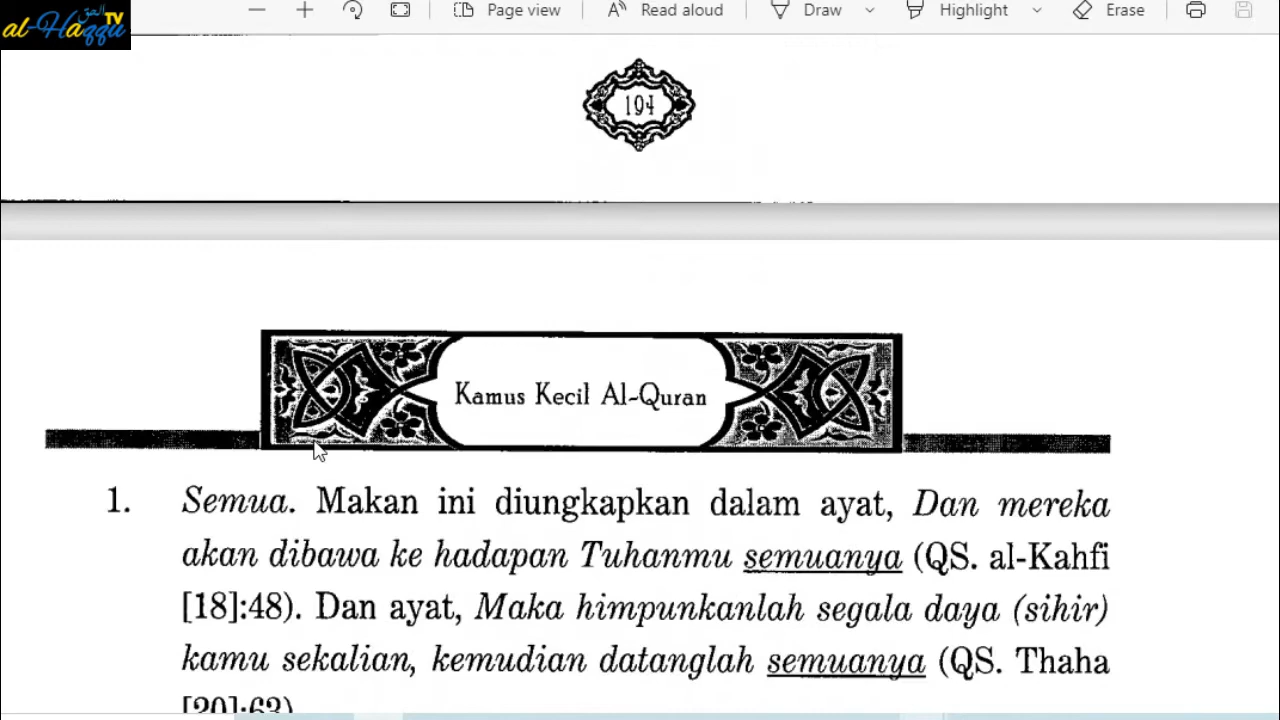 الحق TV
al-Haqqu
Page view
Read aloud
Draw
Highlight
Erase
194
Kamus Kecil Al-Quran
1. Semua. Makan ini diungkapkan dalam ayat, Dan mereka
akan dibawa ke hadapan Tuhanmu semuanya (QS. al-Kahfi
[18]:48). Dan ayat, Maka himpunkanlah segala daya (sihir)
kamu sekalian, kemudian datanglah semuanya (QS. Thaha